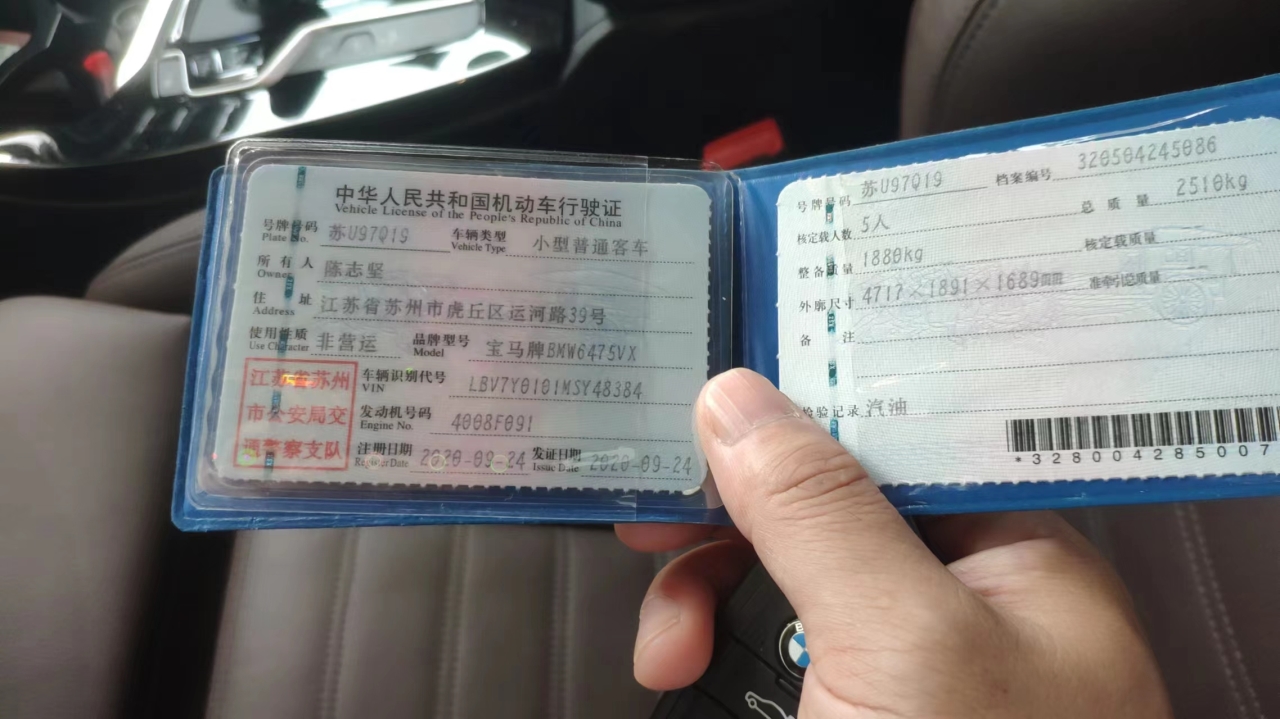 中华人民共和国机动车行驶证
Vehicle License of the People's Republic of China
号牌号码 苏U97Q19 车辆类型 小型普通客车
Plate No. Vehicle Type
所有人 陈志坚
Owner
住址 江苏省苏州市虎丘区运河路39号
Address
使用性质 非营运 品牌型号 宝马牌BMW6475VX
Use Character Model
江苏省苏州
市公安局交
通警察支队
车辆识别代号 LBV7Y0101MSY48384
VIN
发动机号码 4008F091
Engine No.
注册日期 2020-09-24 发证日期 2020-09-24
Register Date Issue Date
号牌号码 苏U97Q19 档案编号 320504245086
核定载人数 5人 总质量 2510kg
整备质量 1880kg 核定载质量
外廓尺寸 4717×1891×1689mm 准牵引总质量
备注
检验记录 汽油
*328004285007